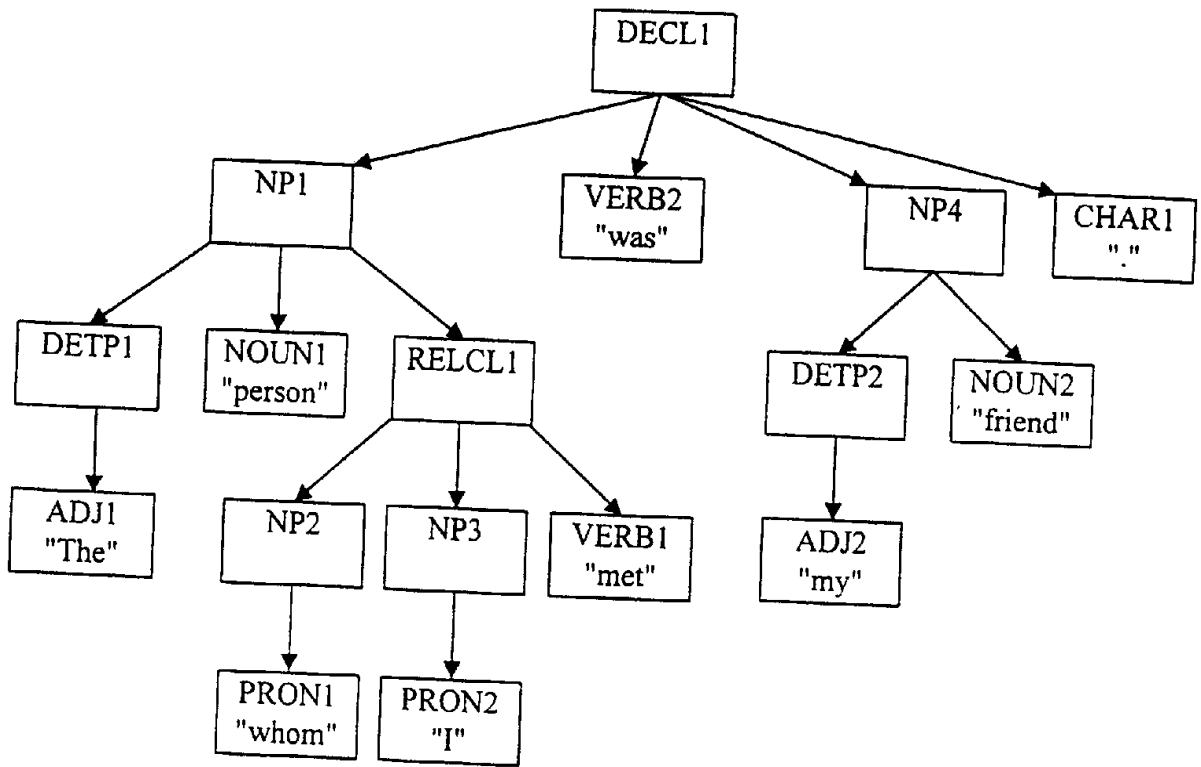 DECL1
NP1
VERB2
"was"
NP4
CHAR1
"."
DETP1
NOUN1
"person"
RELCL1
DETP2
NOUN2
"friend"
ADJ1
"The"
NP2
NP3
VERB1
"met"
ADJ2
"my"
PRON1
"whom"
PRON2
"I"